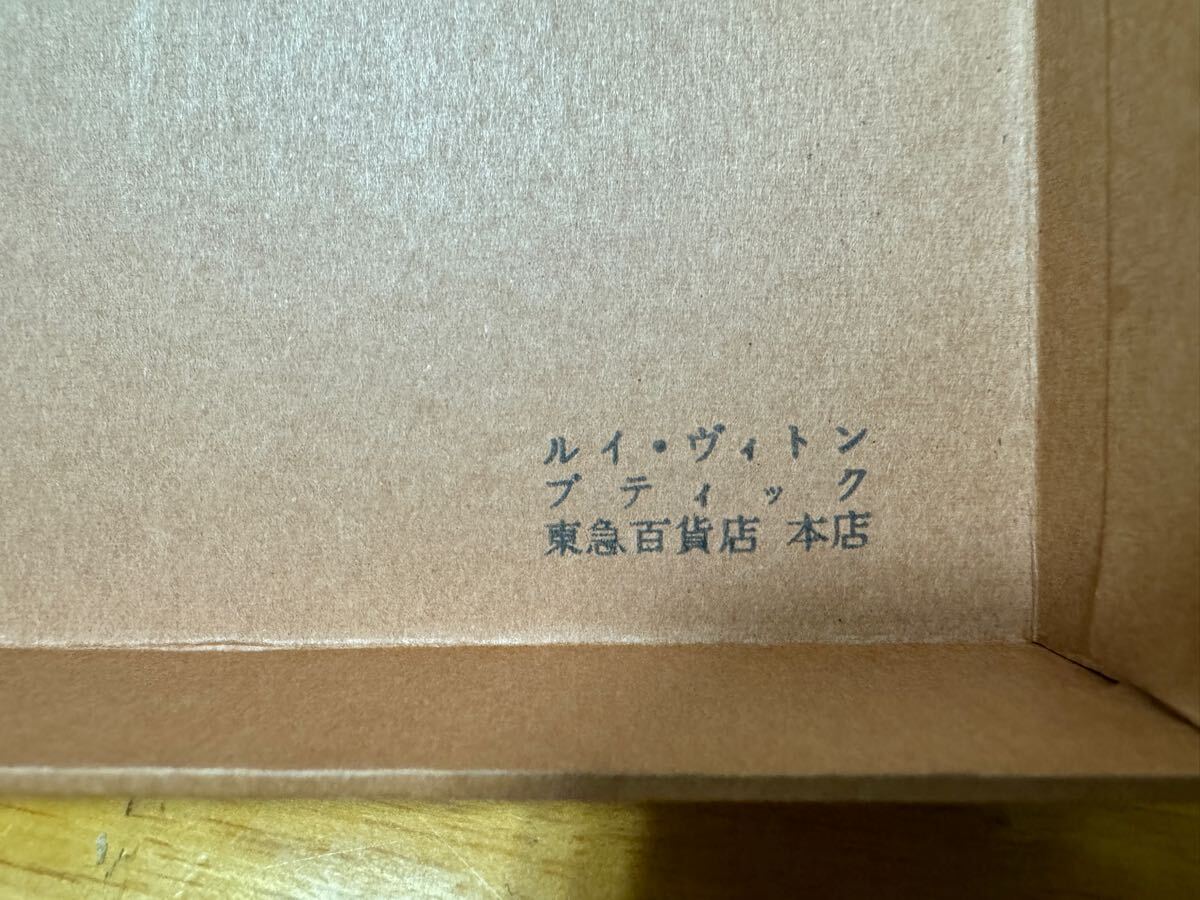 ルイ・ヴィトン
ブティック
東急百貨店 本店